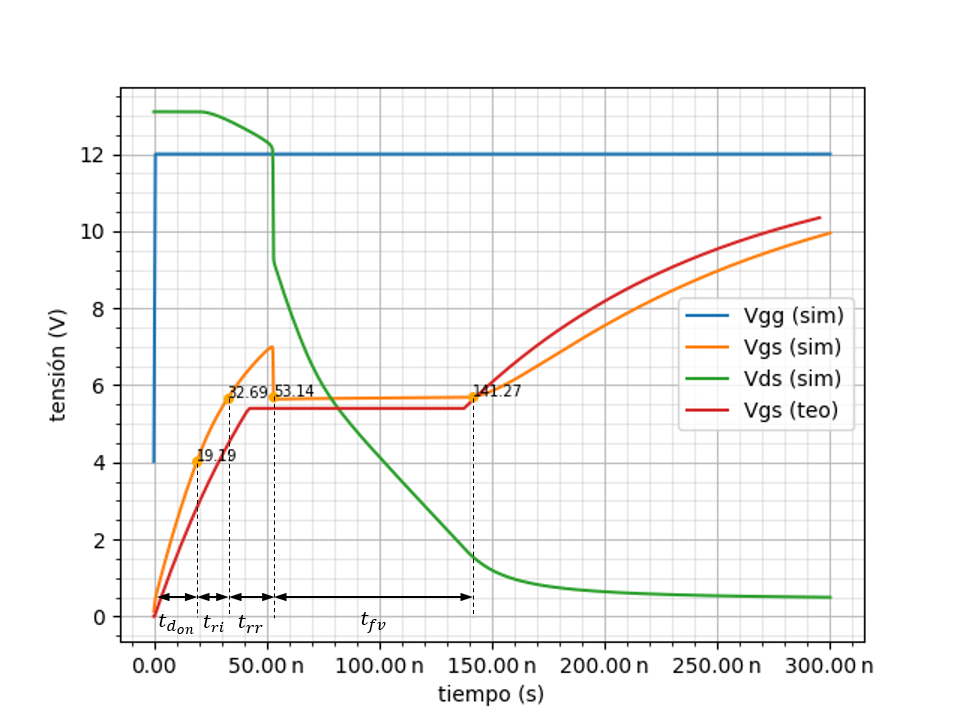 tensión (V)
12
10
8
6
4
2
0
32.69
53.14
141.27
19.19
Vgg (sim)
Vgs (sim)
Vds (sim)
Vgs (teo)
t_{d_{on}} t_{ri} t_{rr} t_{fv}
0.00 50.00 n 100.00 n 150.00 n 200.00 n 250.00 n 300.00 n
tiempo (s)